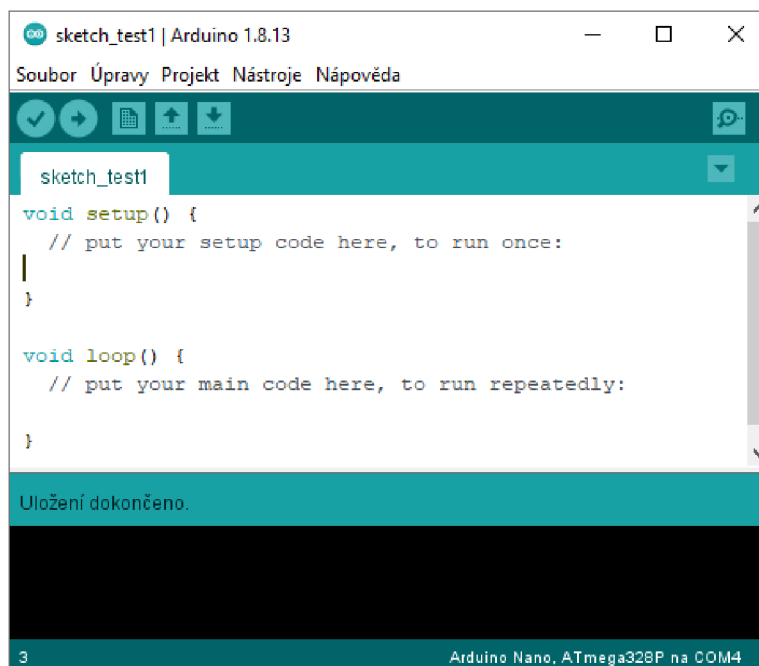 sketch_test1 | Arduino 1.8.13
Soubor Úpravy Projekt Nástroje Nápověda
sketch_test1
void setup() {
  // put your setup code here, to run once:
}
void loop() {
  // put your main code here, to run repeatedly:
}
Uložení dokončeno.
3 Arduino Nano, ATmega328P na COM4